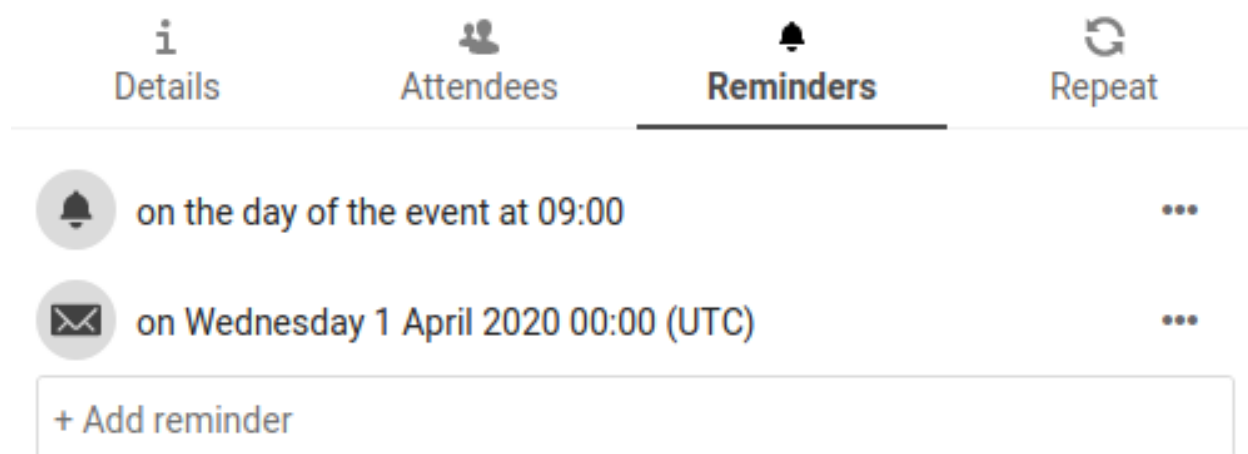 Details Attendees Reminders Repeat
on the day of the event at 09:00
on Wednesday 1 April 2020 00:00 (UTC)
+ Add reminder